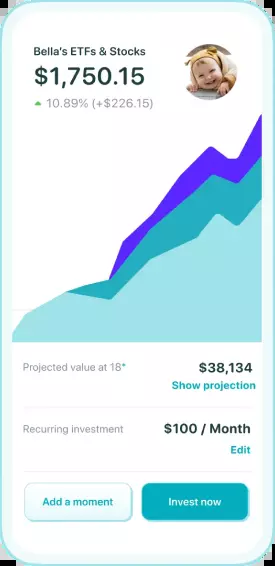 Bella's ETFs & Stocks
$1,750.15
10.89% (+$226.15)
Projected value at 18*
$38,134
Show projection
Recurring investment
$100 / Month
Edit
Add a moment
Invest now